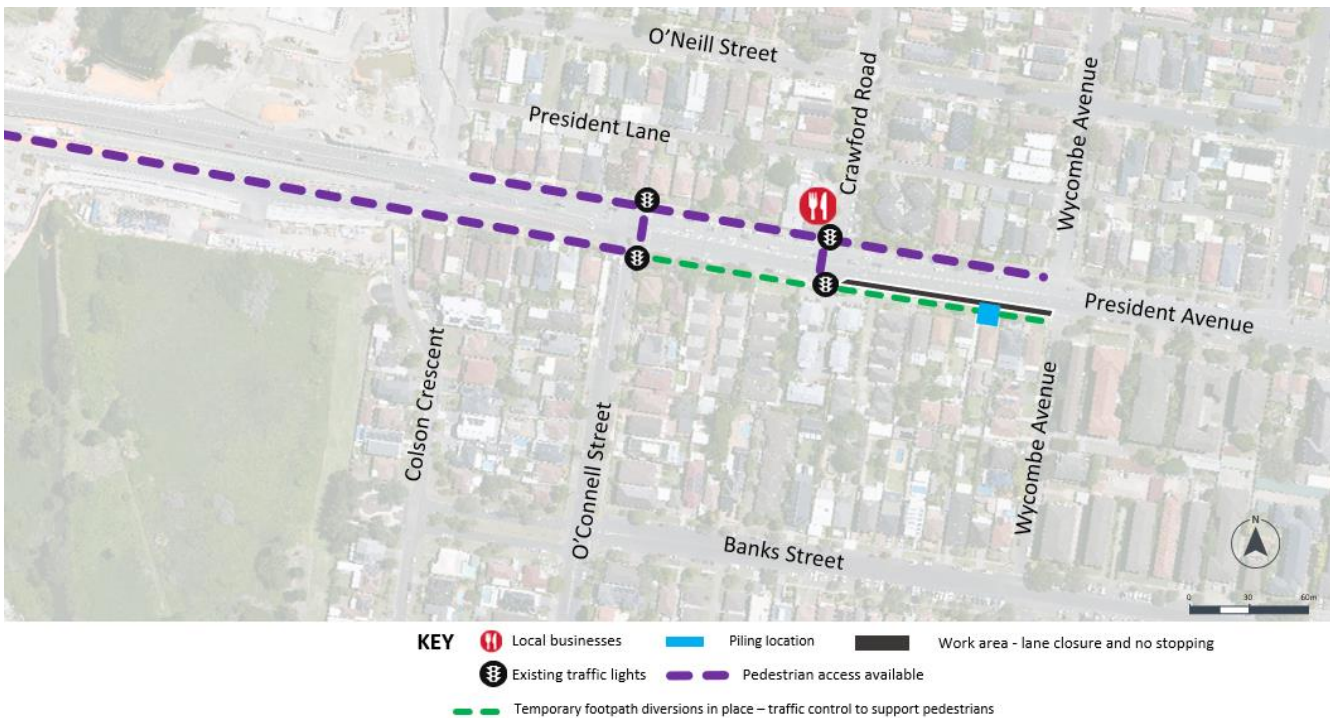 O'Neill Street
Crawford Road
Wycombe Avenue
President Lane
President Avenue
Colson Crescent
O'Connell Street
Wycombe Avenue
Banks Street
N
0 30 60m
KEY Local businesses Piling location Work area - lane closure and no stopping
Existing traffic lights Pedestrian access available
Temporary footpath diversions in place – traffic control to support pedestrians